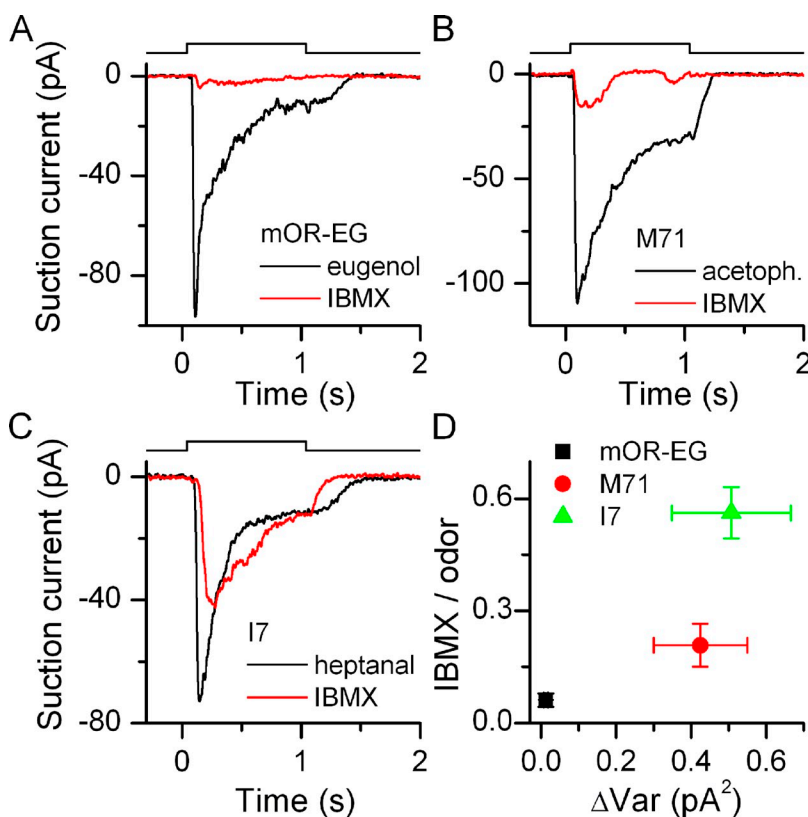 A
Suction current (pA)
0
-40
-80
mOR-EG
eugenol
IBMX
0 1 2
Time (s)
B
0
-50
-100
M71
acetoph.
IBMX
0 1 2
Time (s)
C
Suction current (pA)
0
-40
-80
I7
heptanal
IBMX
0 1 2
Time (s)
D
mOR-EG
M71
I7
IBMX / odor
0.6
0.3
0.0
0.0 0.2 0.4 0.6
ΔVar (pA²)